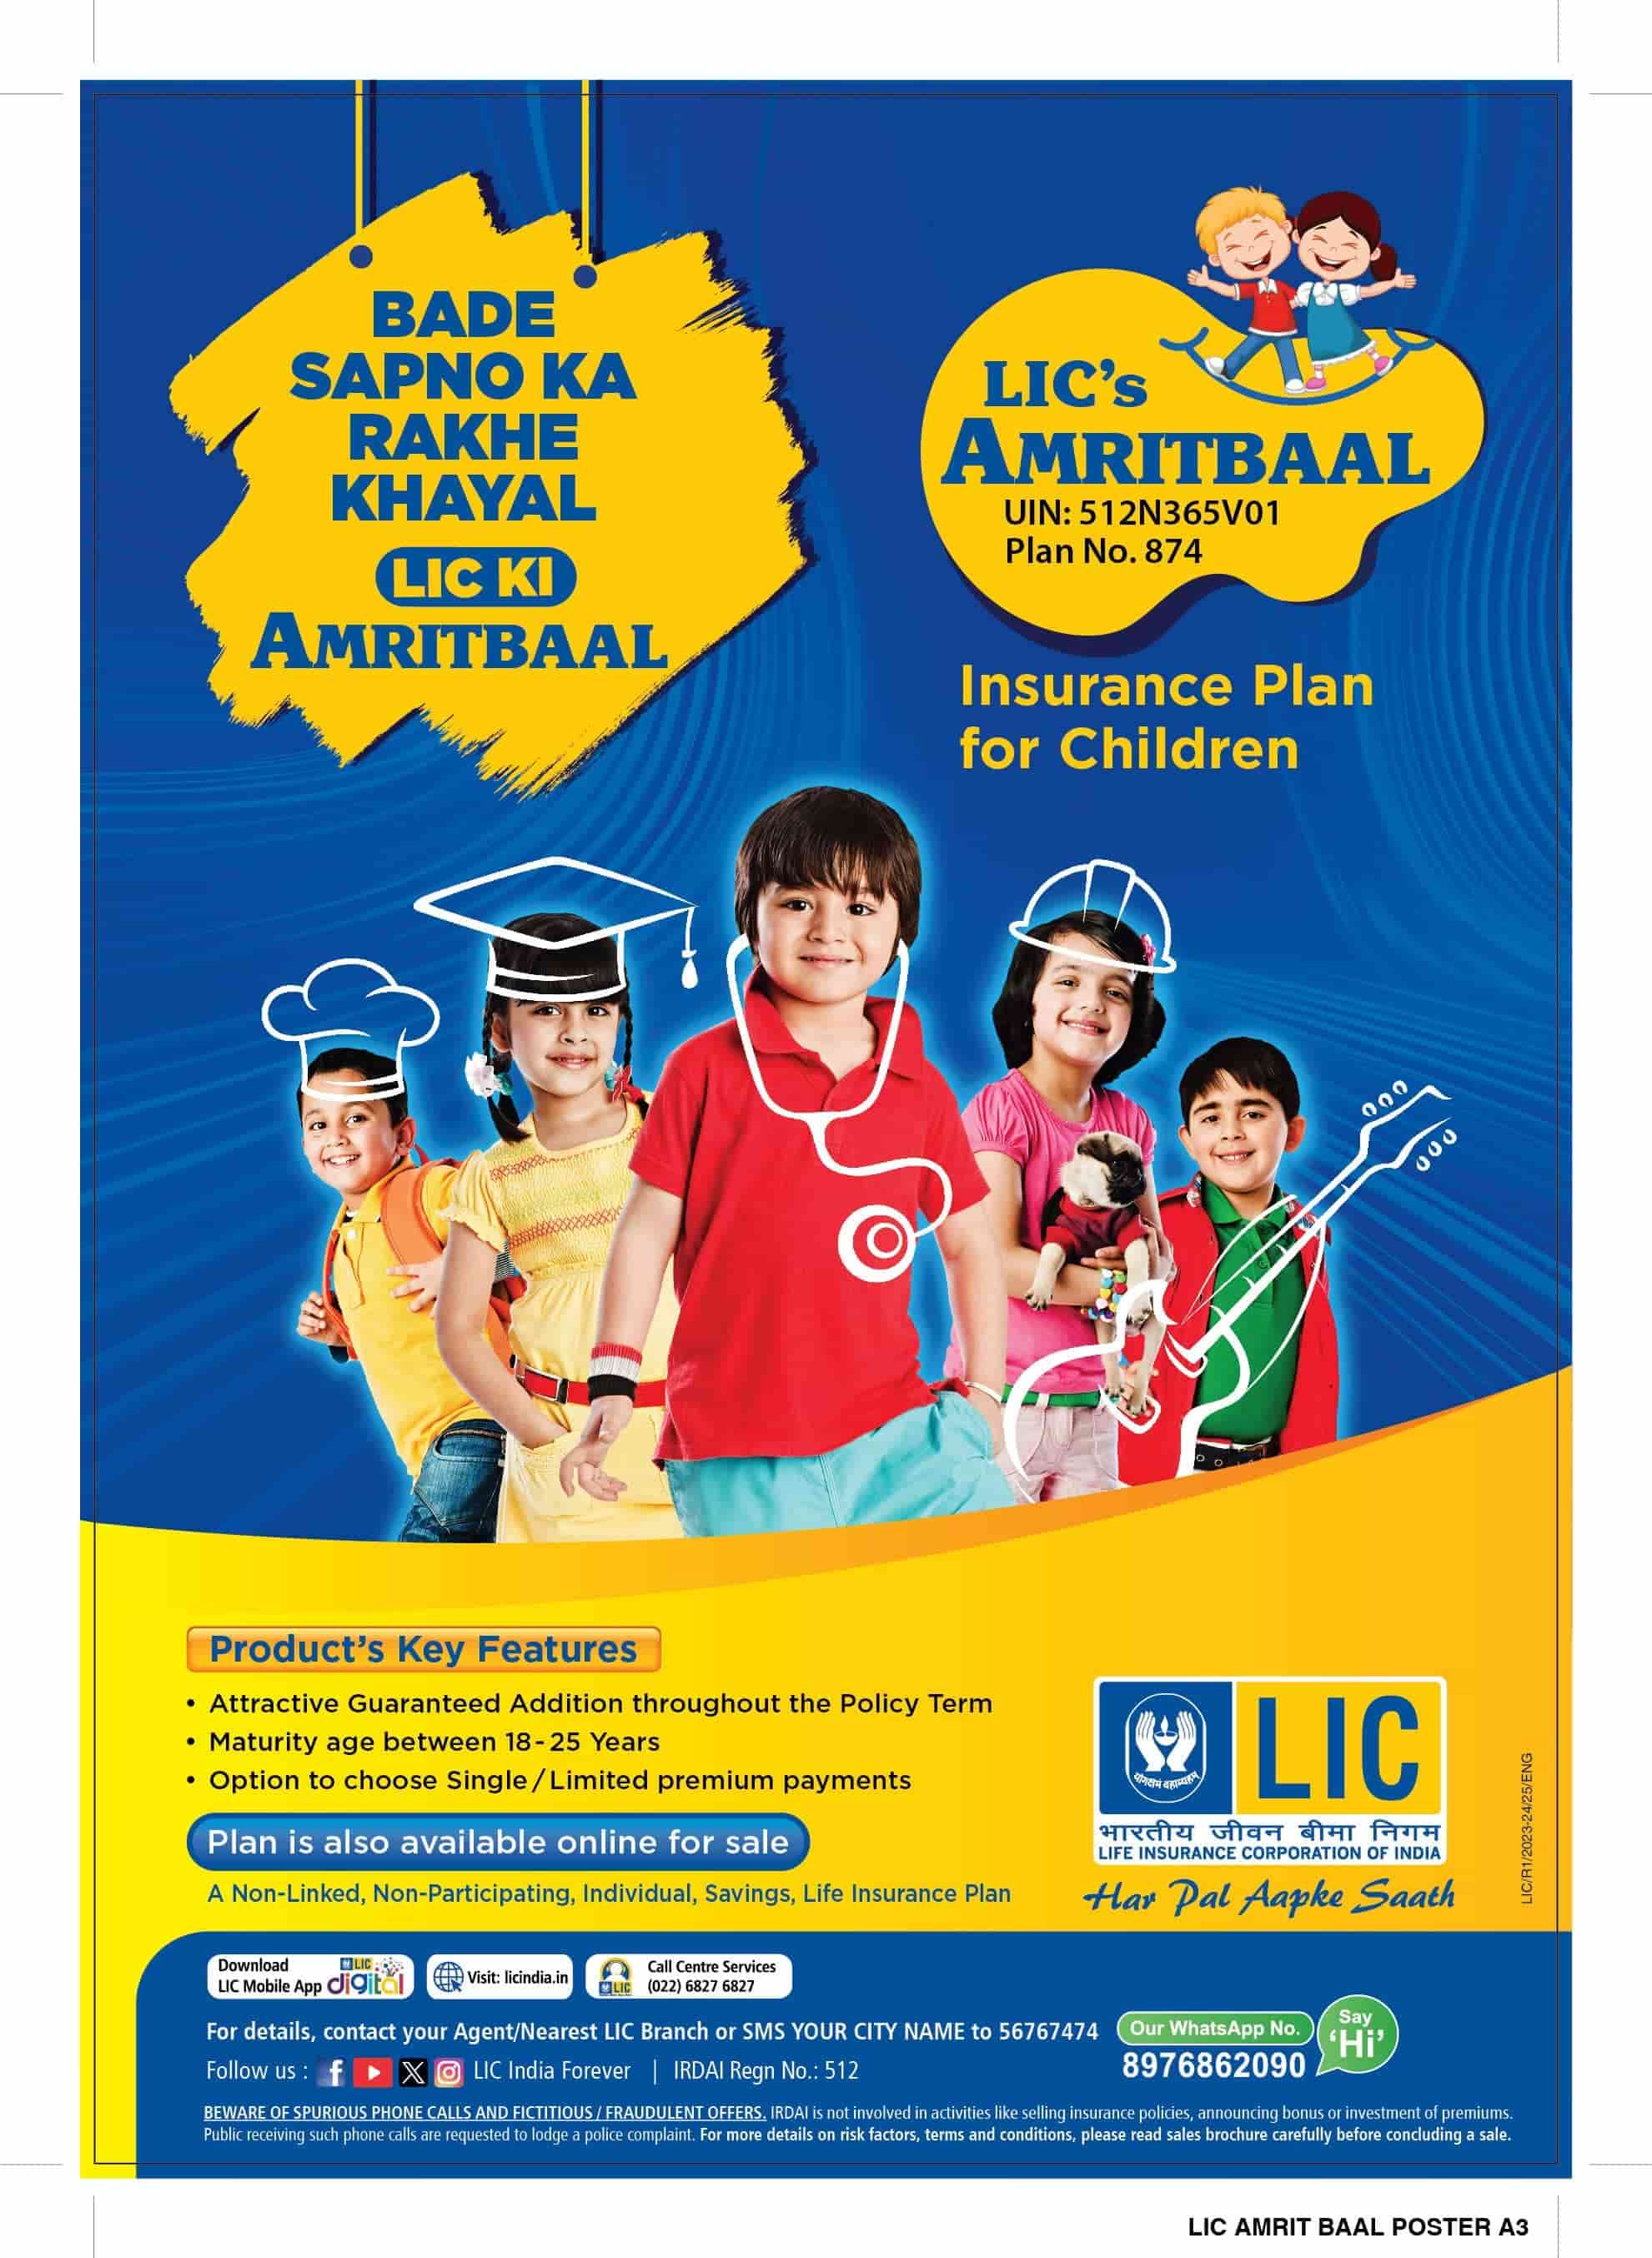 BADE
SAPNO KA
RAKHE
KHAYAL
LIC KI
AMRITBAAL
LIC's
AMRITBAAL
UIN: 512N365V01
Plan No. 874
Insurance Plan
for Children
Product's Key Features
• Attractive Guaranteed Addition throughout the Policy Term
• Maturity age between 18-25 Years
• Option to choose Single/Limited premium payments
Plan is also available online for sale
A Non-Linked, Non-Participating, Individual, Savings, Life Insurance Plan
योगक्षेमं वहाम्यहम्
LIC
भारतीय जीवन बीमा निगम
LIFE INSURANCE CORPORATION OF INDIA
Har Pal Aapke Saath
LIC/R1/2023-24/25/ENG
Download
LIC Mobile App
LIC
digital
Visit: licindia.in
LIC
Call Centre Services
(022) 6827 6827
For details, contact your Agent/Nearest LIC Branch or SMS YOUR CITY NAME to 56767474
Our WhatsApp No.
8976862090
Say
'Hi'
Follow us : LIC India Forever | IRDAI Regn No.: 512
BEWARE OF SPURIOUS PHONE CALLS AND FICTITIOUS / FRAUDULENT OFFERS. IRDAI is not involved in activities like selling insurance policies, announcing bonus or investment of premiums.
Public receiving such phone calls are requested to lodge a police complaint. For more details on risk factors, terms and conditions, please read sales brochure carefully before concluding a sale.
LIC AMRIT BAAL POSTER A3